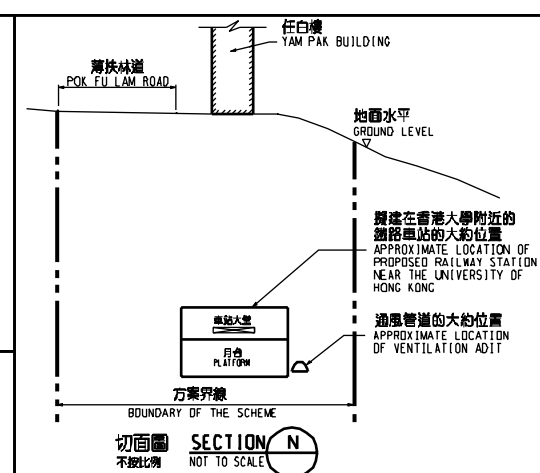 任白樓
YAM PAK BUILDING
薄扶林道
POK FU LAM ROAD
地面水平
GROUND LEVEL
擬建在香港大學附近的
鐵路車站的大約位置
APPROXIMATE LOCATION OF
PROPOSED RAILWAY STATION
NEAR THE UNIVERSITY OF
HONG KONG
車站大堂
月台
PLATFORM
通風管道的大約位置
APPROXIMATE LOCATION
OF VENTILATION ADIT
方案界線
BOUNDARY OF THE SCHEME
切面圖 SECTION N
不按比例 NOT TO SCALE